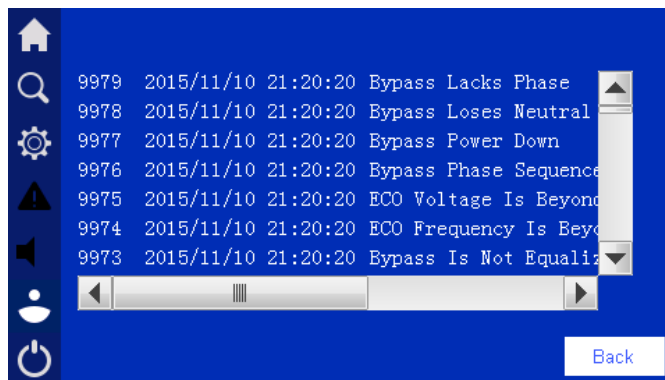 9979 2015/11/10 21:20:20 Bypass Lacks Phase
9978 2015/11/10 21:20:20 Bypass Loses Neutral
9977 2015/11/10 21:20:20 Bypass Power Down
9976 2015/11/10 21:20:20 Bypass Phase Sequence
9975 2015/11/10 21:20:20 ECO Voltage Is Beyond
9974 2015/11/10 21:20:20 ECO Frequency Is Beyo
9973 2015/11/10 21:20:20 Bypass Is Not Equaliz
Back